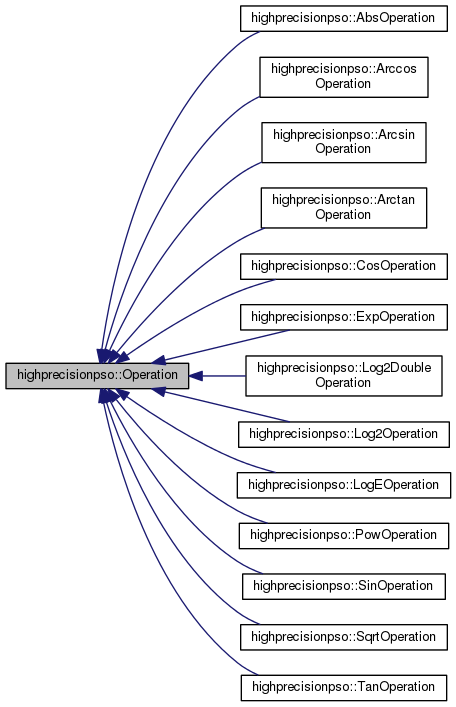 highprecisionpso::AbsOperation
highprecisionpso::Arccos
Operation
highprecisionpso::Arcsin
Operation
highprecisionpso::Arctan
Operation
highprecisionpso::CosOperation
highprecisionpso::ExpOperation
highprecisionpso::Operation
highprecisionpso::Log2Double
Operation
highprecisionpso::Log2Operation
highprecisionpso::LogEOperation
highprecisionpso::PowOperation
highprecisionpso::SinOperation
highprecisionpso::SqrtOperation
highprecisionpso::TanOperation